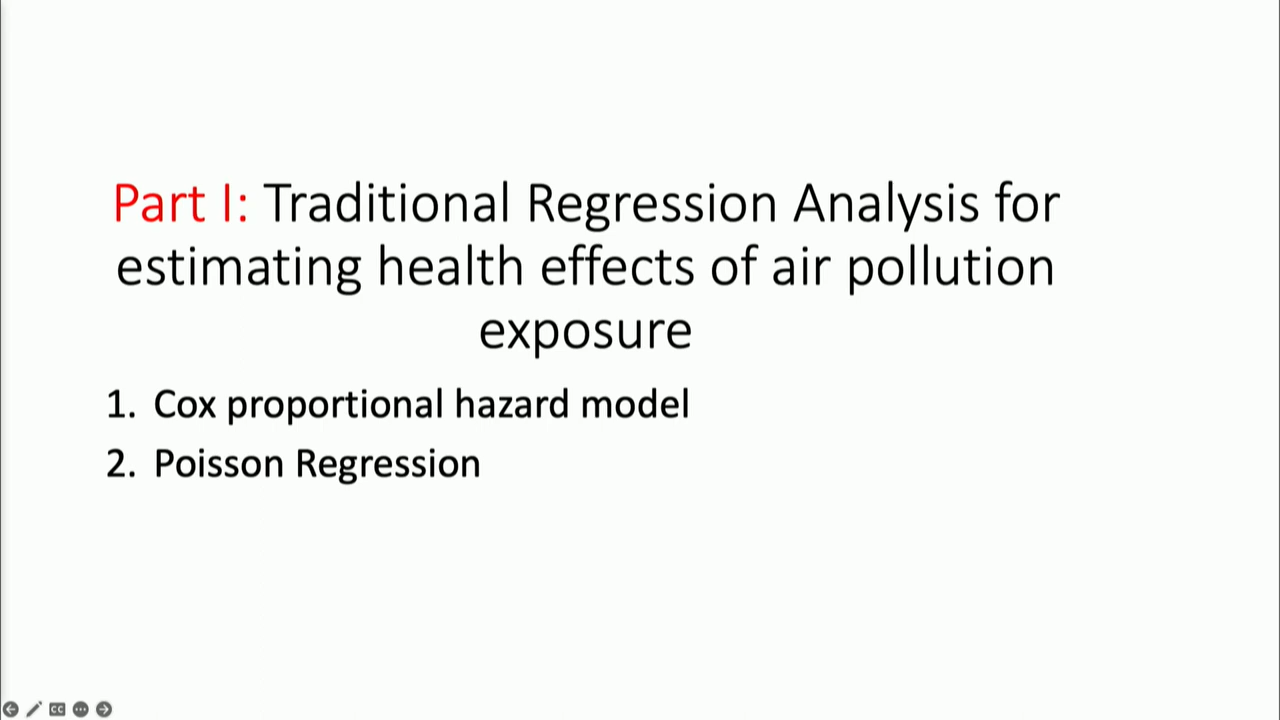 Part I: Traditional Regression Analysis for
estimating health effects of air pollution
exposure
1. Cox proportional hazard model
2. Poisson Regression
CC